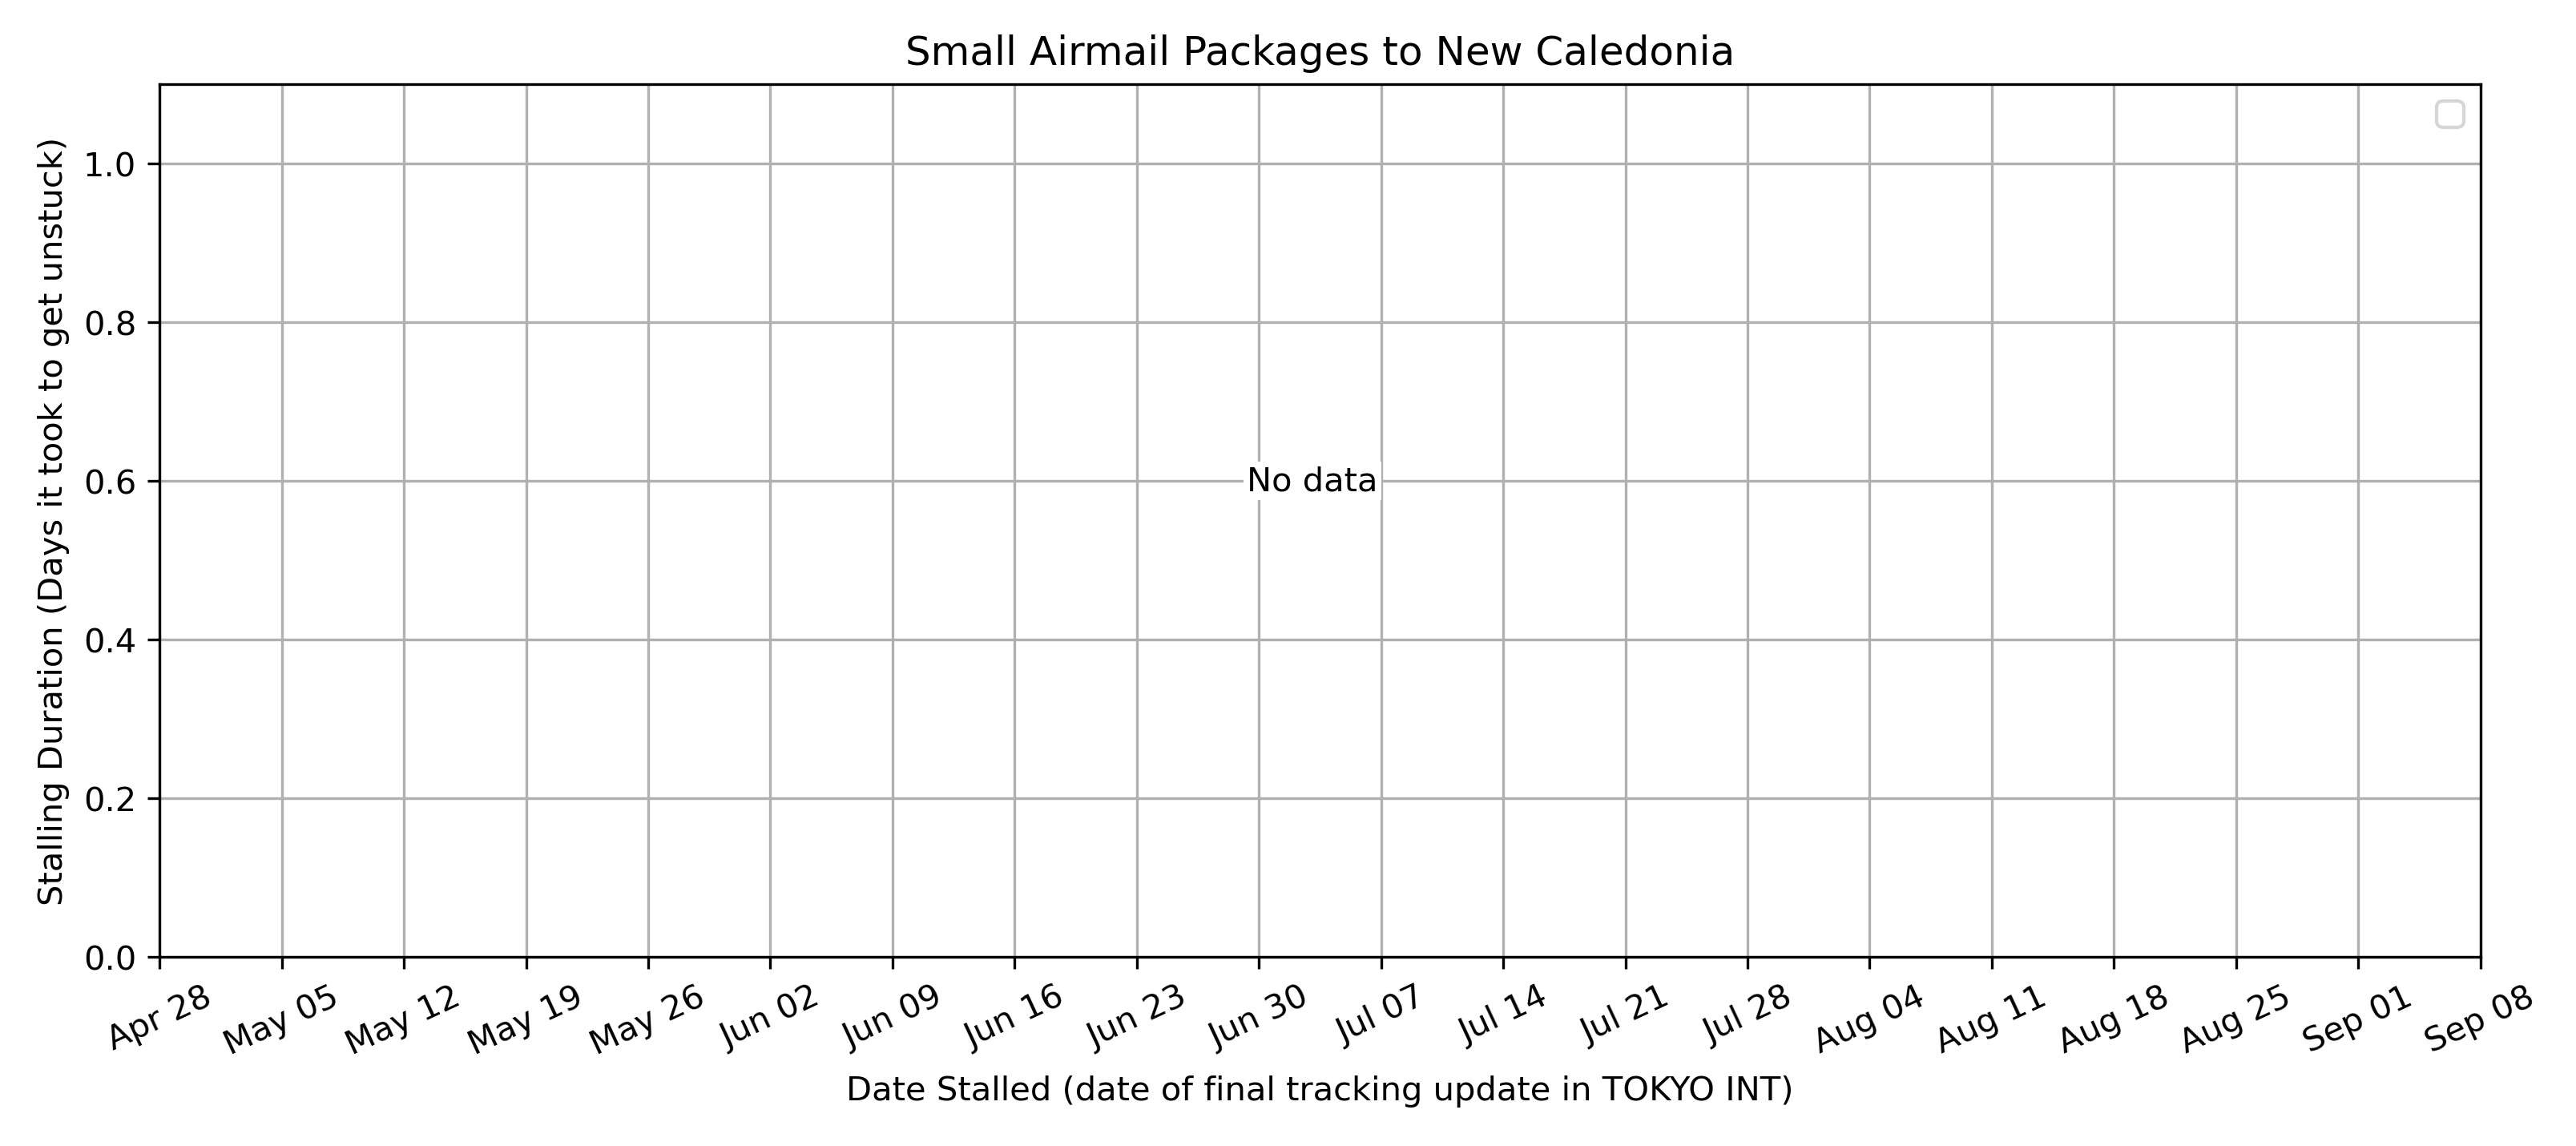 Small Airmail Packages to New Caledonia
Stalling Duration (Days it took to get unstuck)
1.0
0.8
0.6
0.4
0.2
0.0
No data
Apr 28 May 05 May 12 May 19 May 26 Jun 02 Jun 09 Jun 16 Jun 23 Jun 30 Jul 07 Jul 14 Jul 21 Jul 28 Aug 04 Aug 11 Aug 18 Aug 25 Sep 01 Sep 08
Date Stalled (date of final tracking update in TOKYO INT)